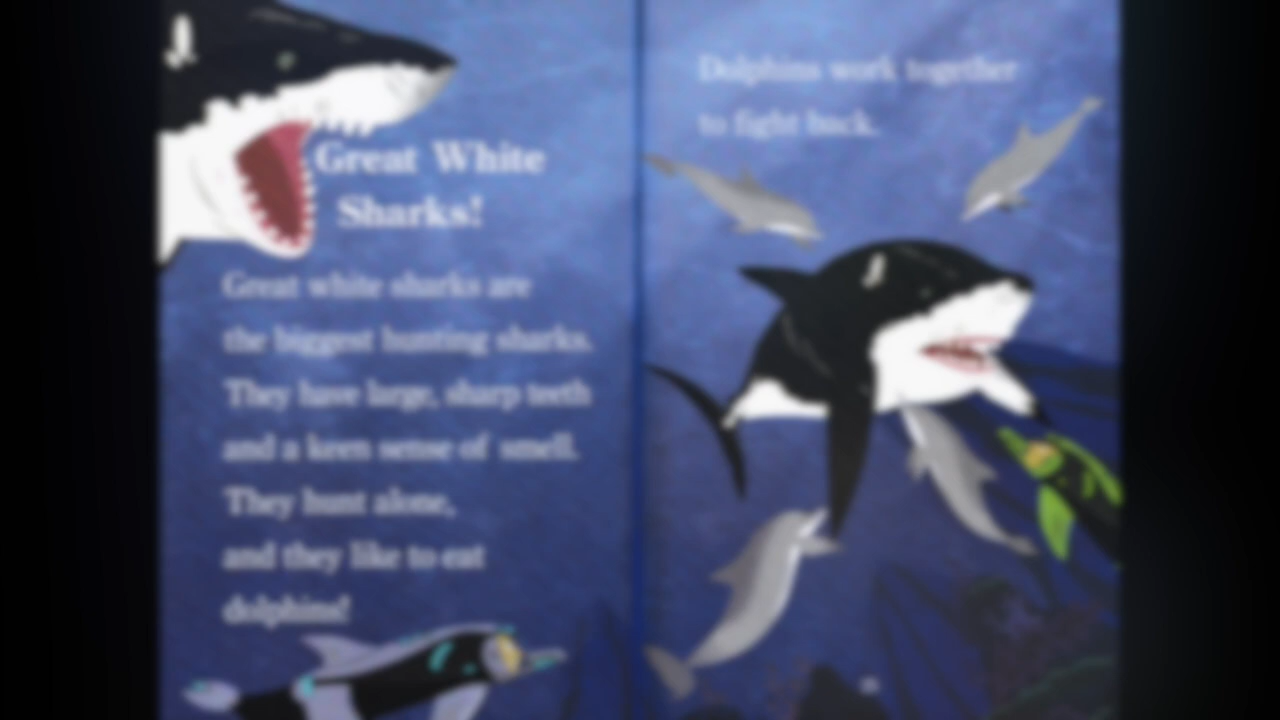 Great White
Sharks!
Great white sharks are
the biggest hunting sharks.
They have large, sharp teeth
and a keen sense of smell.
They hunt alone,
and they like to eat
dolphins!
Dolphins work together
to fight back.